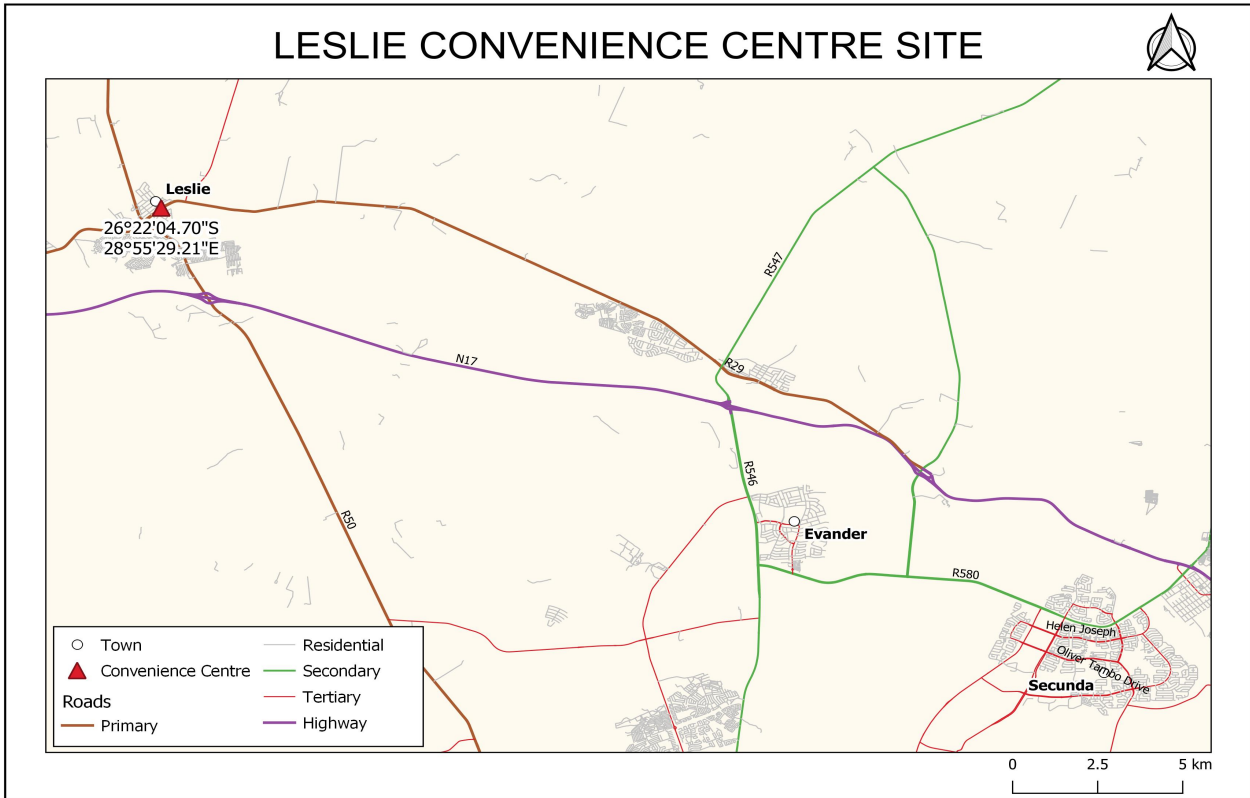 LESLIE CONVENIENCE CENTRE SITE
Leslie
26°22'04.70"S
28°55'29.21"E
R547
N17
R29
R546
R50
Evander
R580
Helen Joseph
Oliver Tambo Drive
Secunda
Town
Convenience Centre
Roads
Primary
Residential
Secondary
Tertiary
Highway
0 2.5 5 km